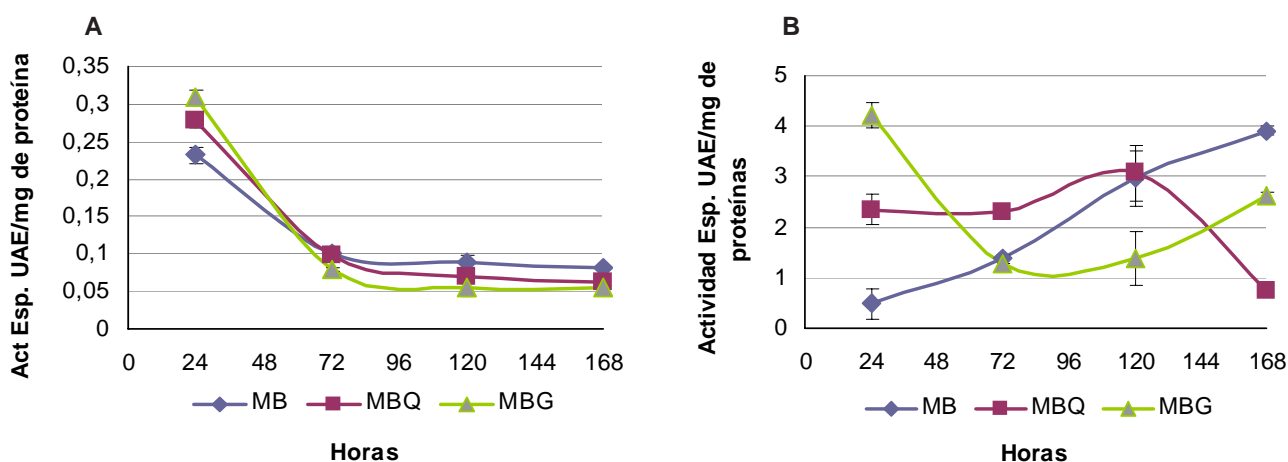 A
Act Esp. UAE/mg de proteína
0,35
0,3
0,25
0,2
0,15
0,1
0,05
0
0 24 48 72 96 120 144 168
MB MBQ MBG
Horas
B
Actividad Esp. UAE/mg de
proteínas
5
4
3
2
1
0
0 24 48 72 96 120 144 168
MB MBQ MBG
Horas